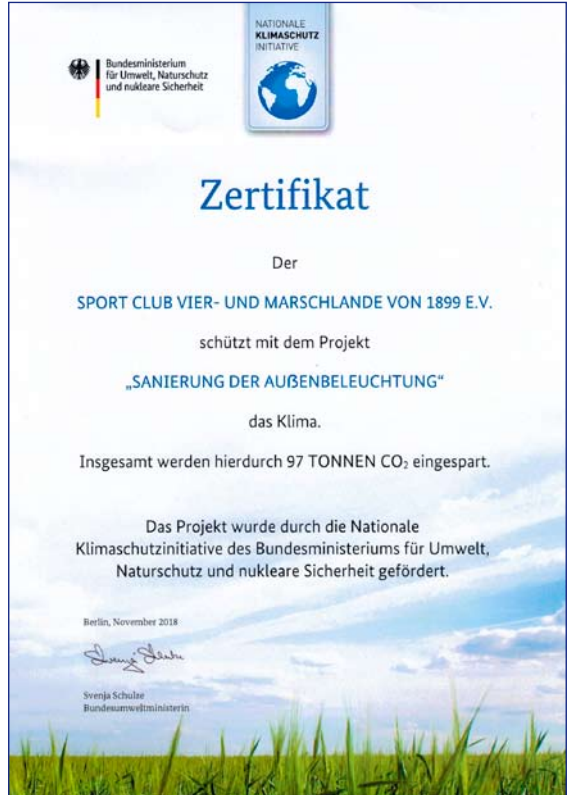 Bundesministerium
für Umwelt, Naturschutz
und nukleare Sicherheit
NATIONALE
KLIMASCHUTZ
INITIATIVE
Zertifikat
Der
SPORT CLUB VIER- UND MARSCHLANDE VON 1899 E.V.
schützt mit dem Projekt
„SANIERUNG DER AUßENBELEUCHTUNG“
das Klima.
Insgesamt werden hierdurch 97 TONNEN CO₂ eingespart.
Das Projekt wurde durch die Nationale
Klimaschutzinitiative des Bundesministeriums für Umwelt,
Naturschutz und nukleare Sicherheit gefördert.
Berlin, November 2018
Svenja Schulze
Svenja Schulze
Bundesumweltministerin